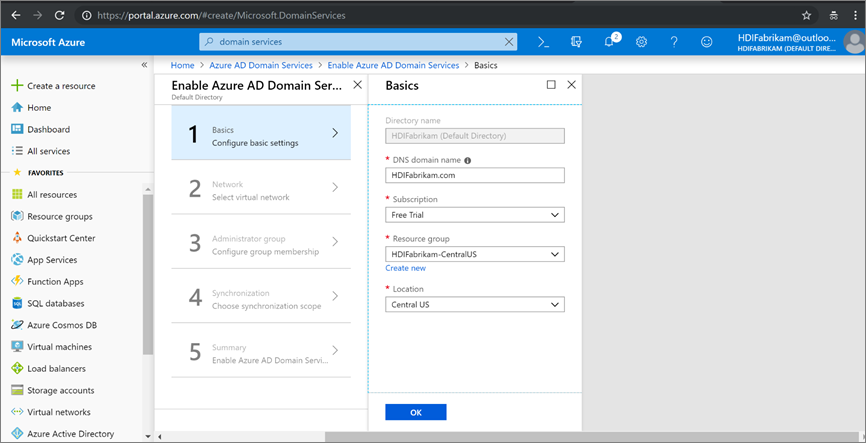 https://portal.azure.com/#create/Microsoft.DomainServices
Microsoft Azure
domain services
2
HDIFabrikam@outloo...
HDIFABRIKAM (DEFAULT DIRE...
Home > Azure AD Domain Services > Enable Azure AD Domain Services > Basics
Create a resource
Home
Dashboard
All services
FAVORITES
All resources
Resource groups
Quickstart Center
App Services
Function Apps
SQL databases
Azure Cosmos DB
Virtual machines
Load balancers
Storage accounts
Virtual networks
Azure Active Directory
Enable Azure AD Domain Ser...
Default Directory
1
Basics
Configure basic settings
2
Network
Select virtual network
3
Administrator group
Configure group membership
4
Synchronization
Choose synchronization scope
5
Summary
Enable Azure AD Domain Servi...
Basics
Directory name
HDIFabrikam (Default Directory)
* DNS domain name
HDIFabrikam.com
* Subscription
Free Trial
* Resource group
HDIFabrikam-CentralUS
Create new
* Location
Central US
OK